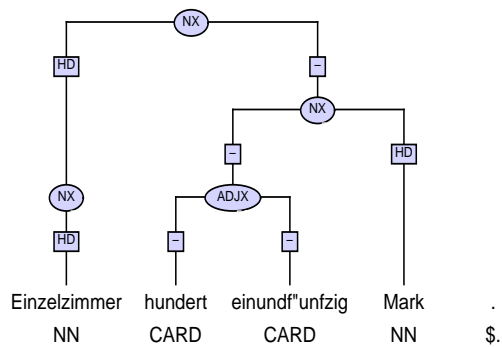 NX
HD –
NX
– HD
NX ADJX
HD – –
Einzelzimmer hundert einundf"unfzig Mark .
NN CARD CARD NN $.